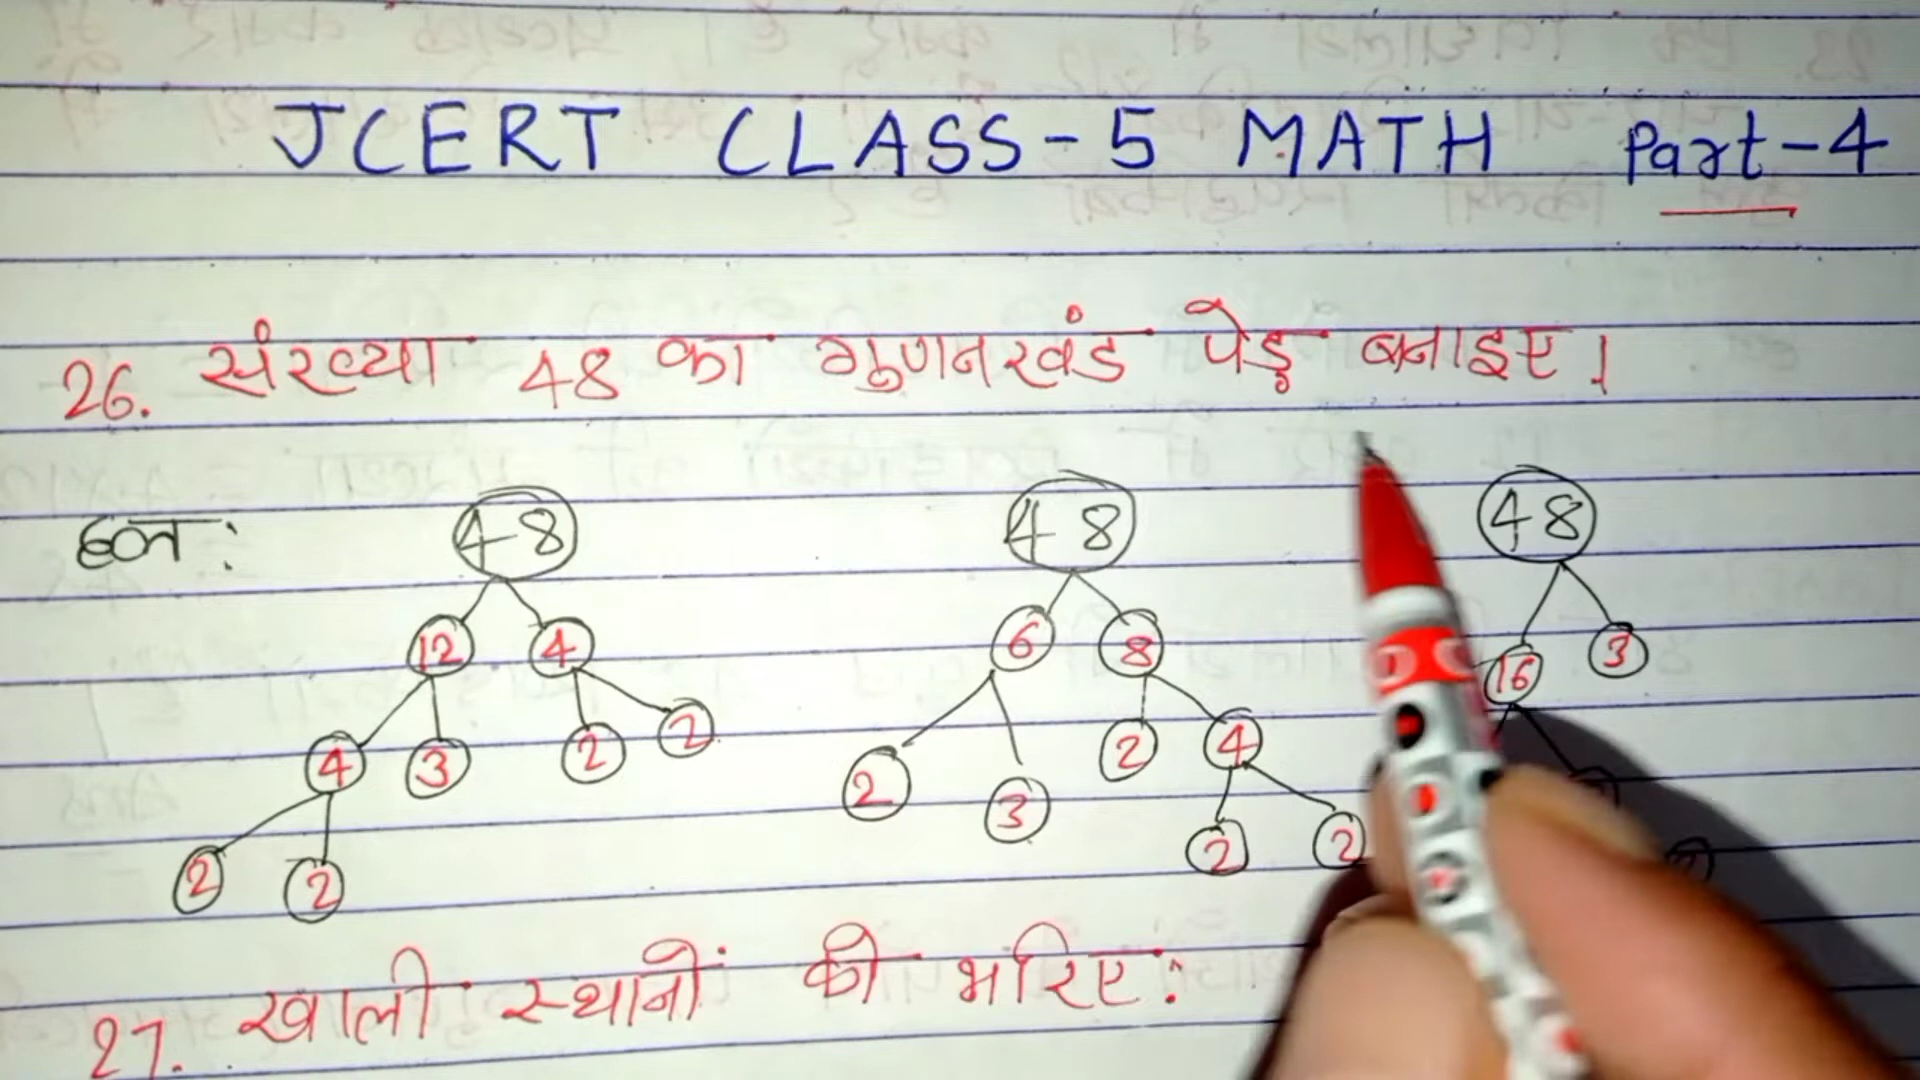 JCERT CLASS-5 MATH Part-4
26. संख्या 48 का गुणनखंड पेड़ बनाइए।
हल: 48 48 48
12 4 6 8 16 3
4 3 2 2 2 3 2 4
2 2 2 2
27. खाली स्थानों को भरिए: